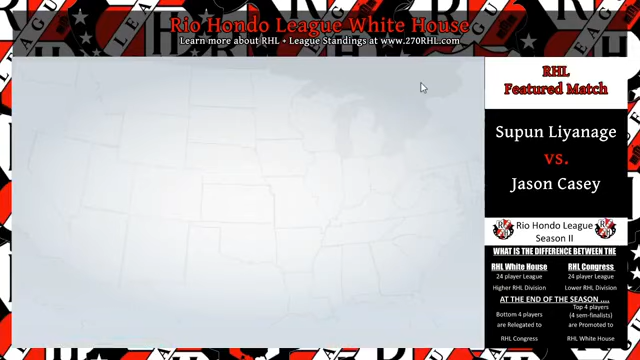 Rio Hondo League White House
Learn more about RHL • League Standings at www.270RHL.com
RHL
Featured Match
Supun Liyanage
vs.
Jason Casey
Rio Hondo League
Season II
WHAT IS THE DIFFERENCE BETWEEN THE
RHL White House RHL Congress
24 player League 24 player League
Higher RHL Division Lower RHL Division
AT THE END OF THE SEASON ....
Bottom 4 players
are Relegated to
RHL Congress
Top 4 players
(4 semi-finalists)
are Promoted to
RHL White House